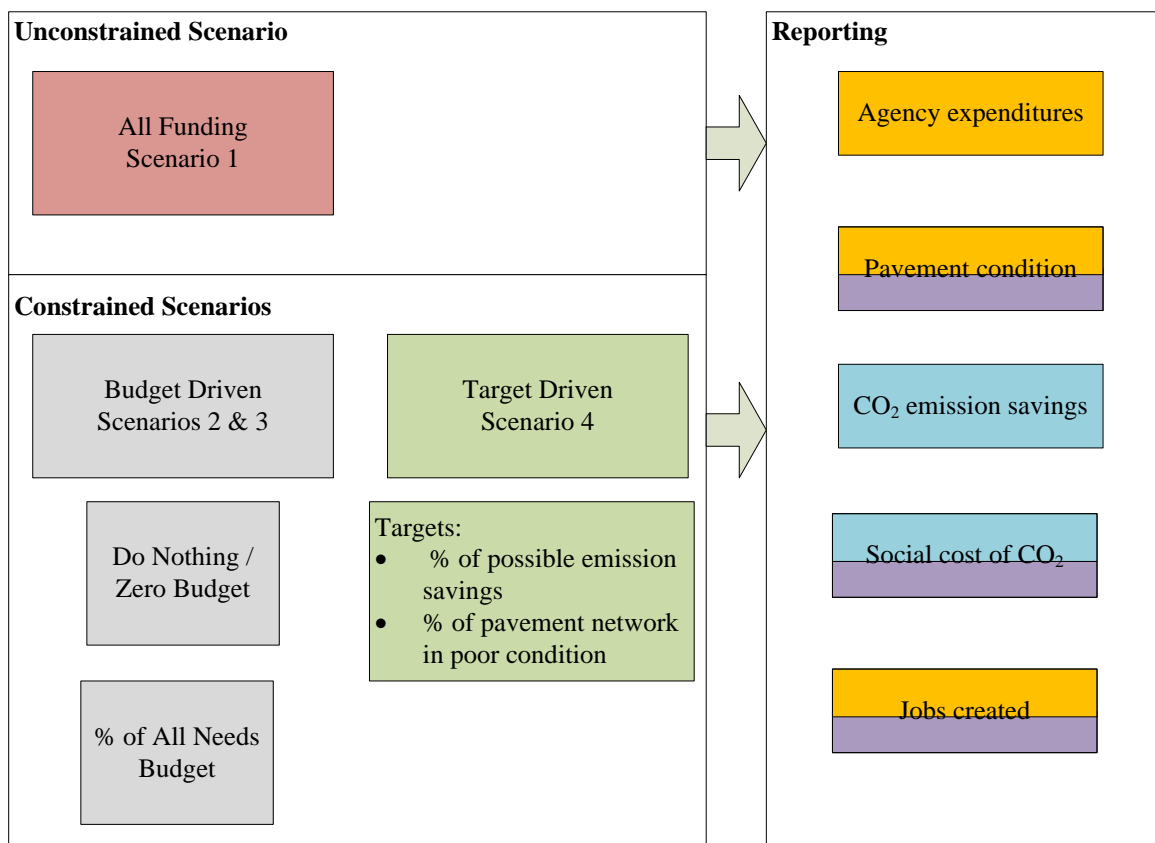 Unconstrained Scenario
All Funding
Scenario 1
Constrained Scenarios
Budget Driven
Scenarios 2 & 3
Do Nothing /
Zero Budget
% of All Needs
Budget
Target Driven
Scenario 4
Targets:
• % of possible emission
savings
• % of pavement network
in poor condition
Reporting
Agency expenditures
Pavement condition
CO₂ emission savings
Social cost of CO₂
Jobs created